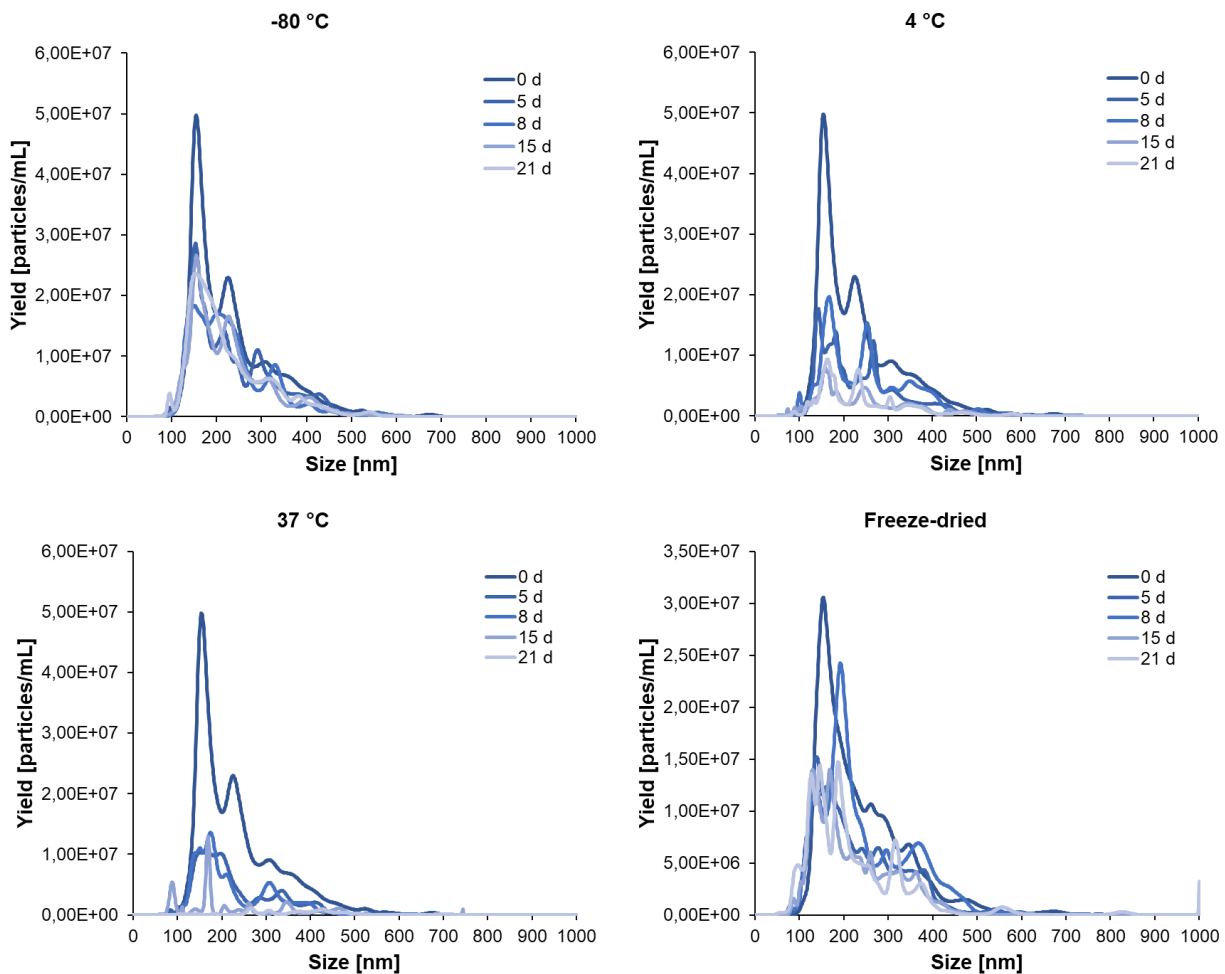 -80 °C
Yield [particles/mL]
6,00E+07
5,00E+07
4,00E+07
3,00E+07
2,00E+07
1,00E+07
0,00E+00
0 100 200 300 400 500 600 700 800 900 1000
Size [nm]
0 d
5 d
8 d
15 d
21 d
4 °C
Yield [particles/mL]
6,00E+07
5,00E+07
4,00E+07
3,00E+07
2,00E+07
1,00E+07
0,00E+00
0 100 200 300 400 500 600 700 800 900 1000
Size [nm]
0 d
5 d
8 d
15 d
21 d
37 °C
Yield [particles/mL]
6,00E+07
5,00E+07
4,00E+07
3,00E+07
2,00E+07
1,00E+07
0,00E+00
0 100 200 300 400 500 600 700 800 900 1000
Size [nm]
0 d
5 d
8 d
15 d
21 d
Freeze-dried
Yield [particles/mL]
3,50E+07
3,00E+07
2,50E+07
2,00E+07
1,50E+07
1,00E+07
5,00E+06
0,00E+00
0 100 200 300 400 500 600 700 800 900 1000
Size [nm]
0 d
5 d
8 d
15 d
21 d